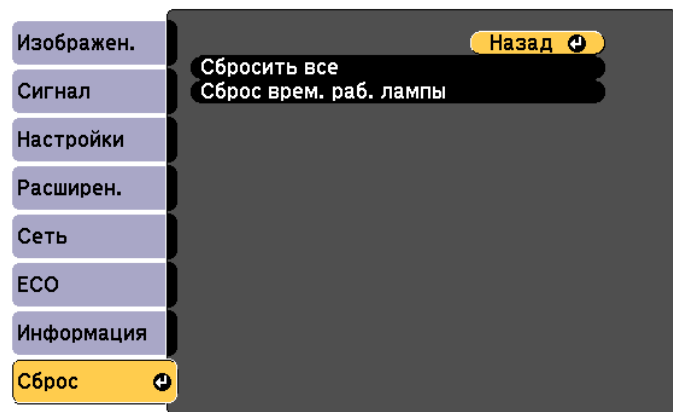 Изображен.
Сигнал
Настройки
Расширен.
Сеть
ECO
Информация
Сброс
Назад
Сбросить все
Сброс врем. раб. лампы